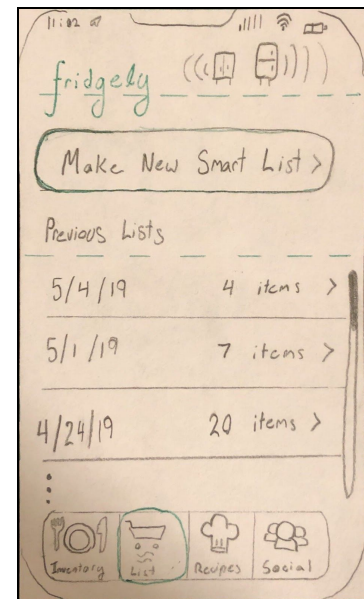 11:02
fridgely
Make New Smart List >
Previous Lists
5/4/19 4 items >
5/1/19 7 items >
4/24/19 20 items >
Inventory List Recipes Social